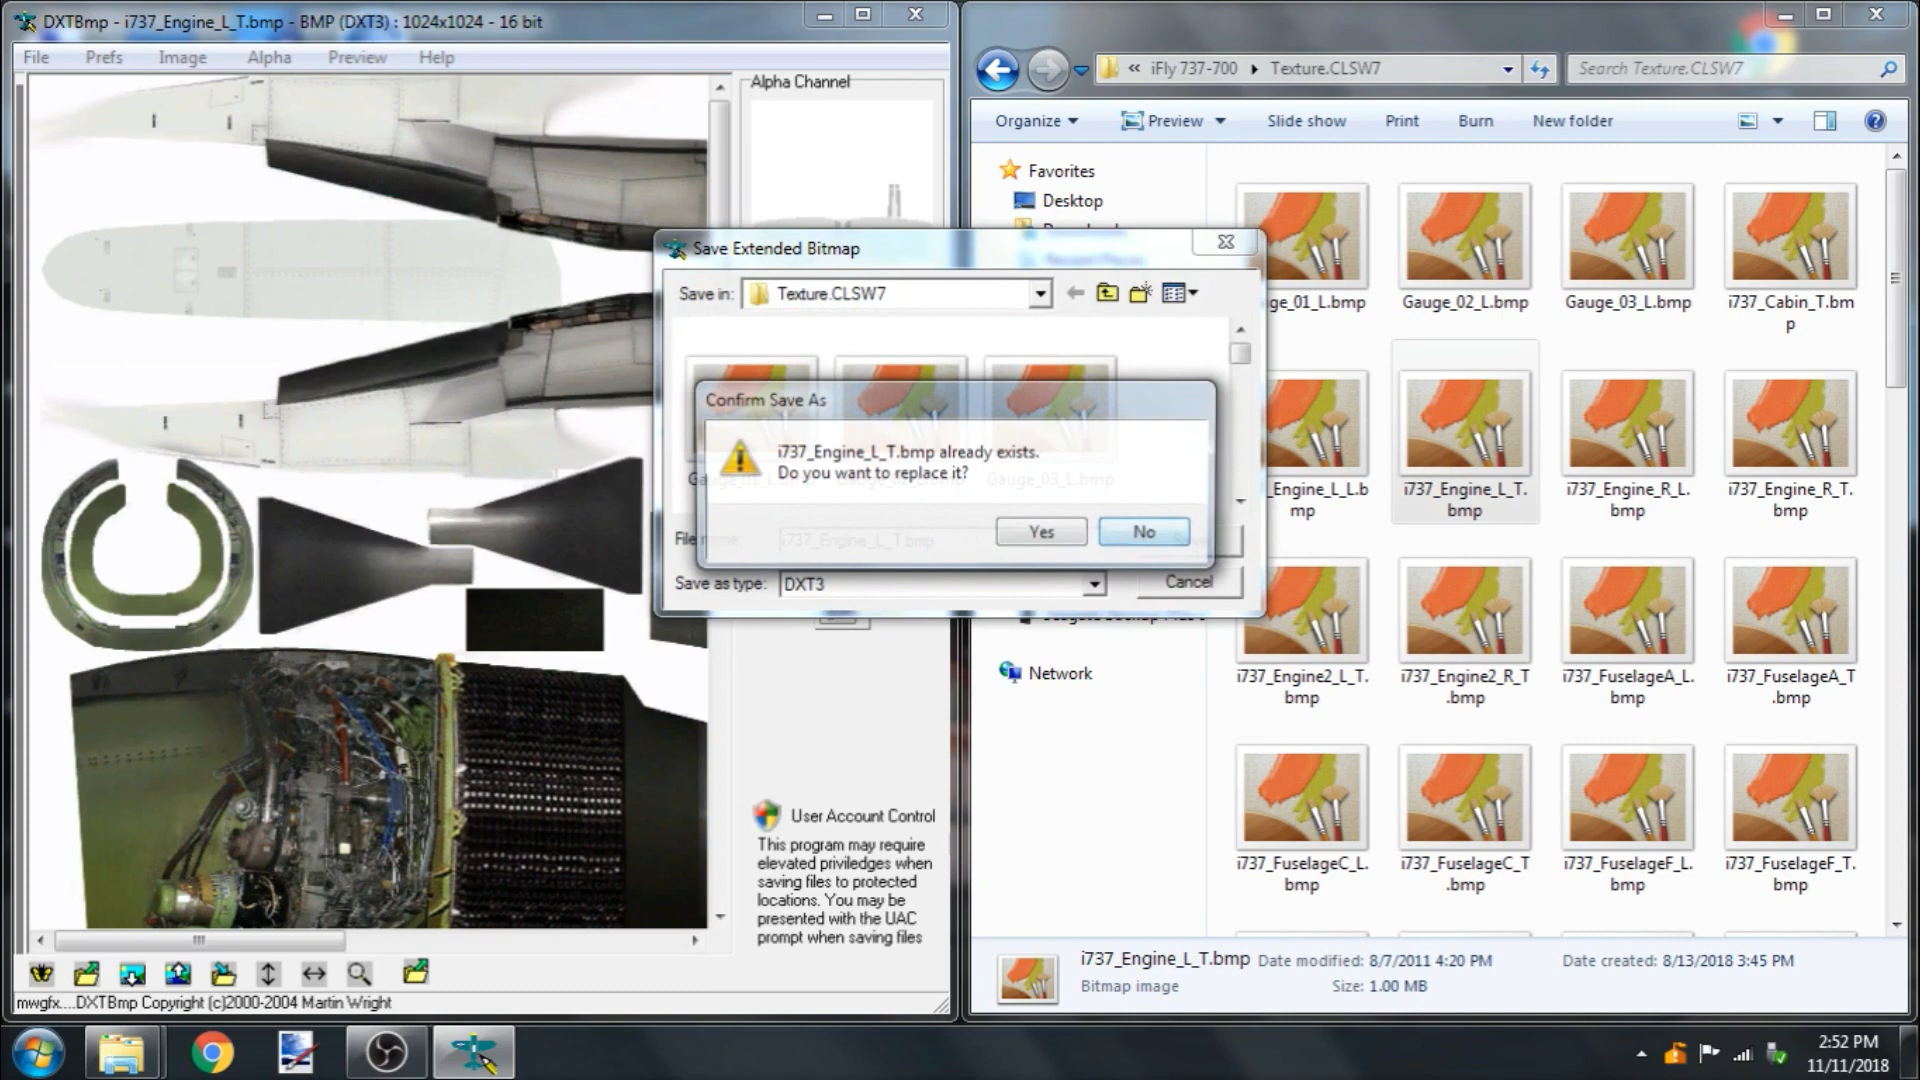 DXTBmp - i737_Engine_L_T.bmp - BMP (DXT3) : 1024x1024 - 16 bit
File Prefs Image Alpha Preview Help
Alpha Channel
User Account Control
This program may require
elevated priviledges when
saving files to protected
locations. You may be
presented with the UAC
prompt when saving files
mwgfx....DXTBmp Copyright (c)2000-2004 Martin Wright
Save Extended Bitmap
Save in: Texture.CLSW7
Confirm Save As
i737_Engine_L_T.bmp already exists.
Do you want to replace it?
Yes No
Gauge_03_L.bmp
i737_Engine_L_T.bmp
Save as type: DXT3 Cancel
« iFly 737-700 Texture.CLSW7 Search Texture.CLSW7
Organize Preview Slide show Print Burn New folder
Favorites
Desktop
Network
ge_01_L.bmp Gauge_02_L.bmp Gauge_03_L.bmp i737_Cabin_T.bm
p
_Engine_L_L.b i737_Engine_L_T. i737_Engine_R_L. i737_Engine_R_T.
mp bmp bmp bmp
i737_Engine2_L_T. i737_Engine2_R_T i737_FuselageA_L. i737_FuselageA_T
bmp .bmp bmp .bmp
i737_FuselageC_L. i737_FuselageC_T i737_FuselageF_L. i737_FuselageF_T.
bmp .bmp bmp bmp
i737_Engine_L_T.bmp Date modified: 8/7/2011 4:20 PM Date created: 8/13/2018 3:45 PM
Bitmap image Size: 1.00 MB
2:52 PM
11/11/2018